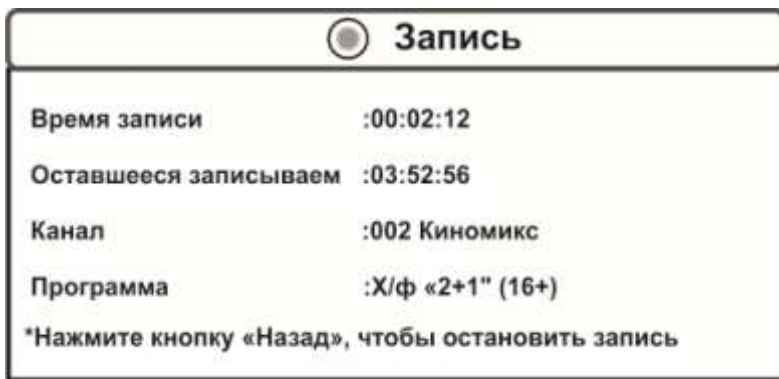 Запись
Время записи :00:02:12
Оставшееся записываем :03:52:56
Канал :002 Киномикс
Программа :Х/ф «2+1" (16+)
*Нажмите кнопку «Назад», чтобы остановить запись